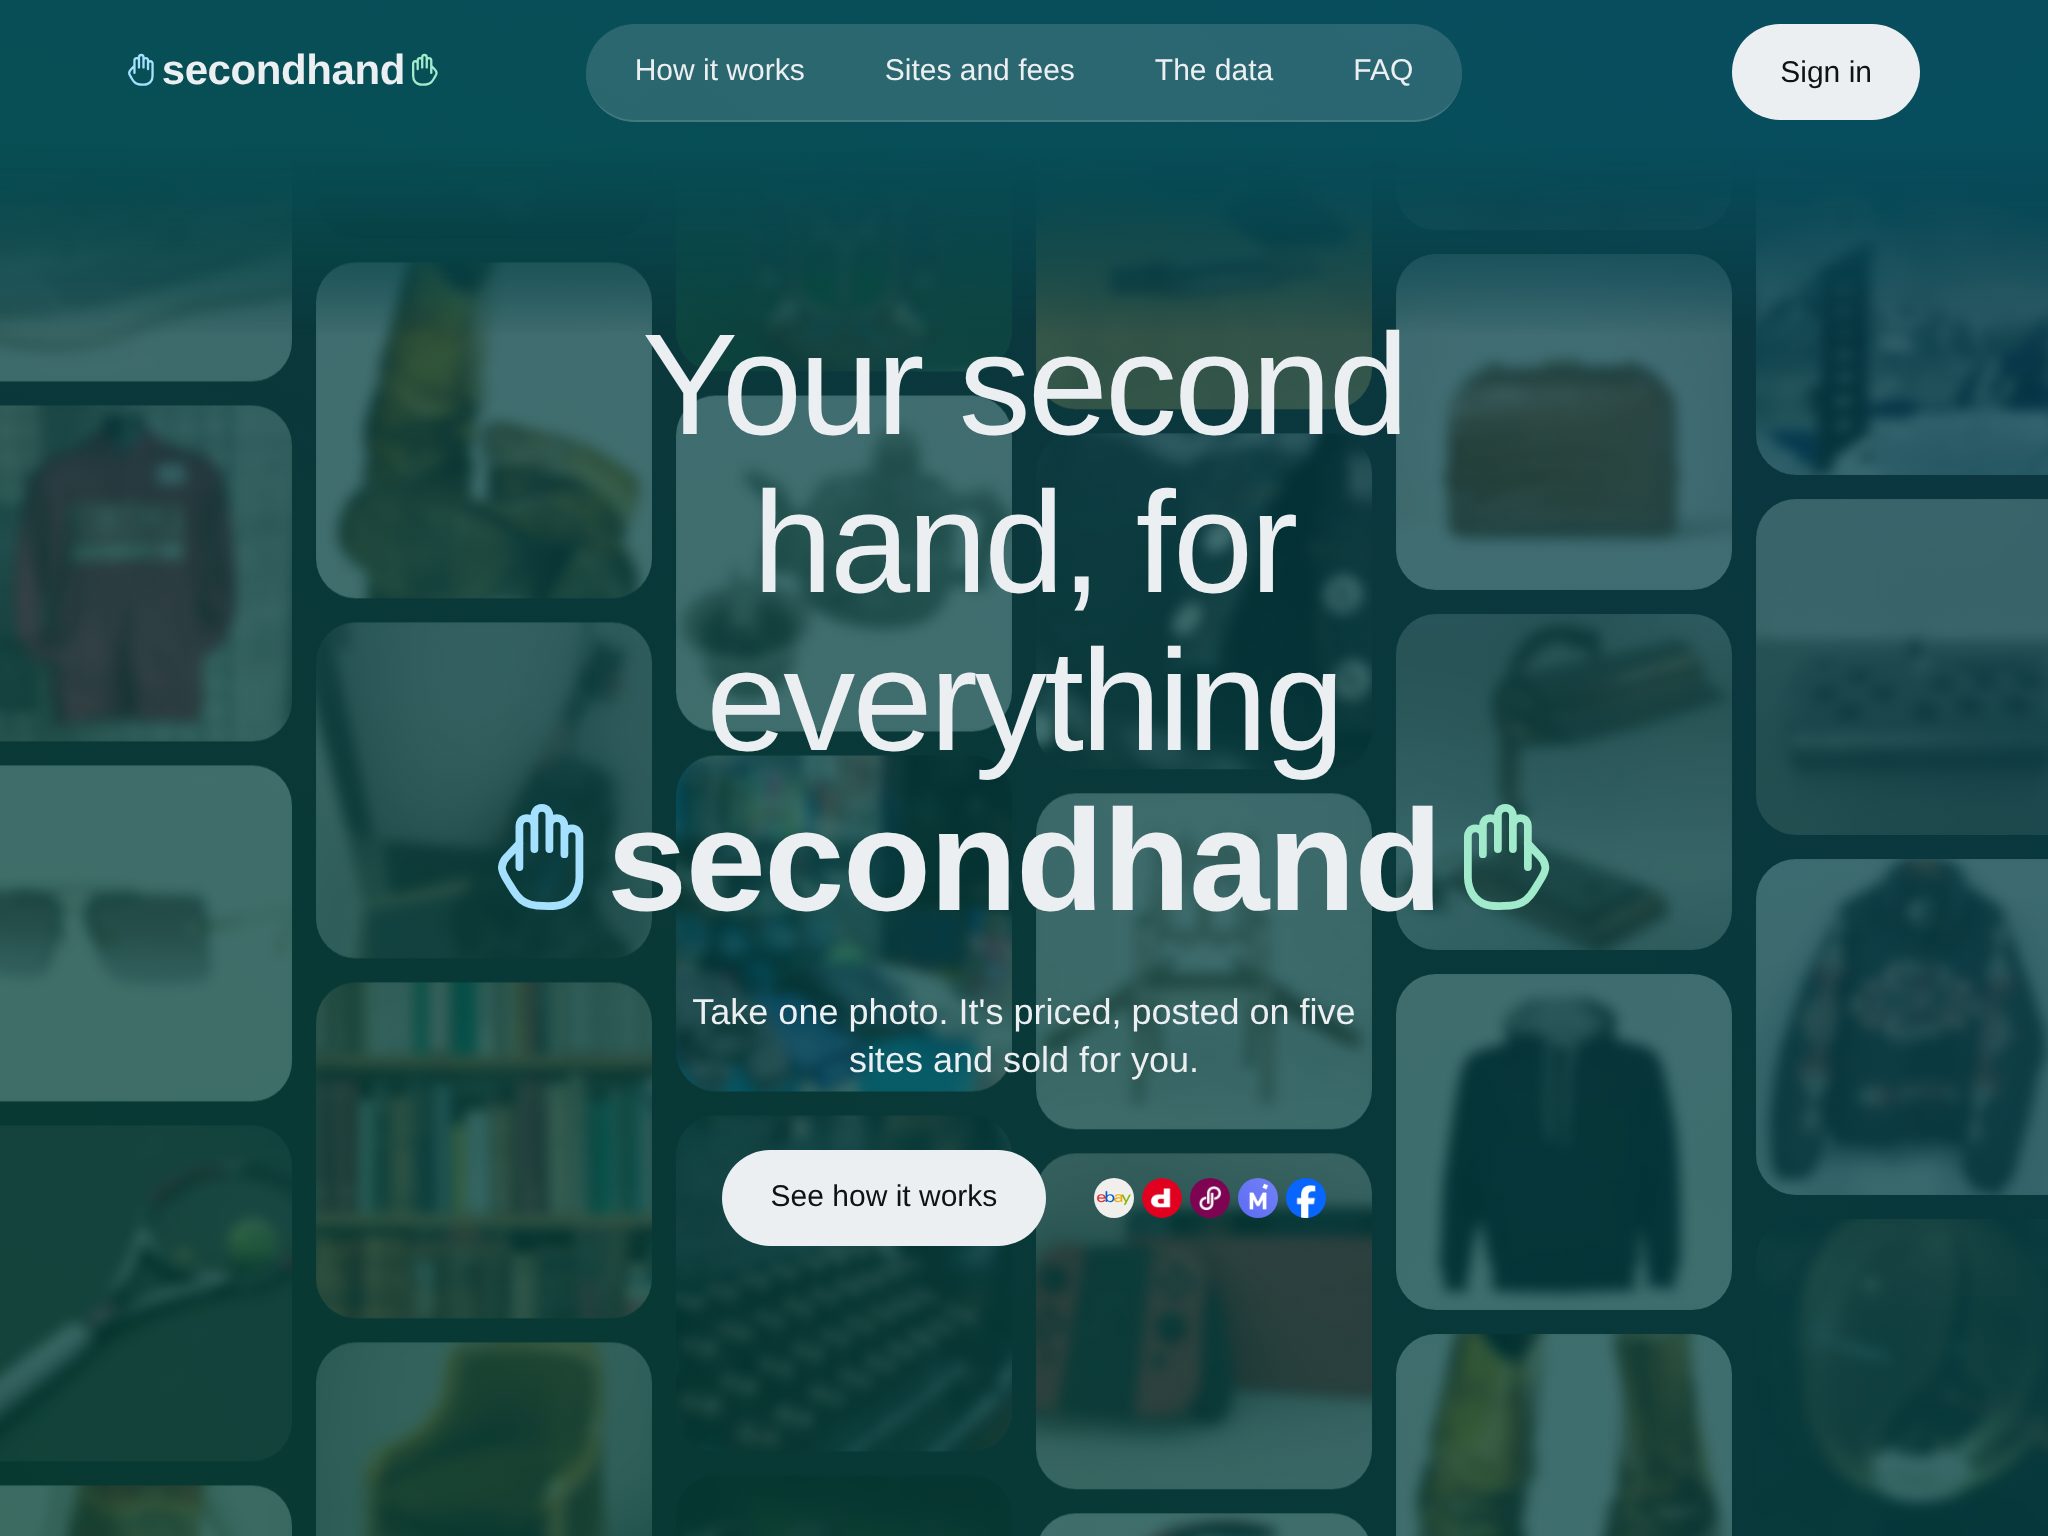 secondhand
How it works
Sites and fees
The data
FAQ
Sign in
Your second
hand, for
everything
secondhand
Take one photo. It's priced, posted on five
sites and sold for you.
See how it works
ebay